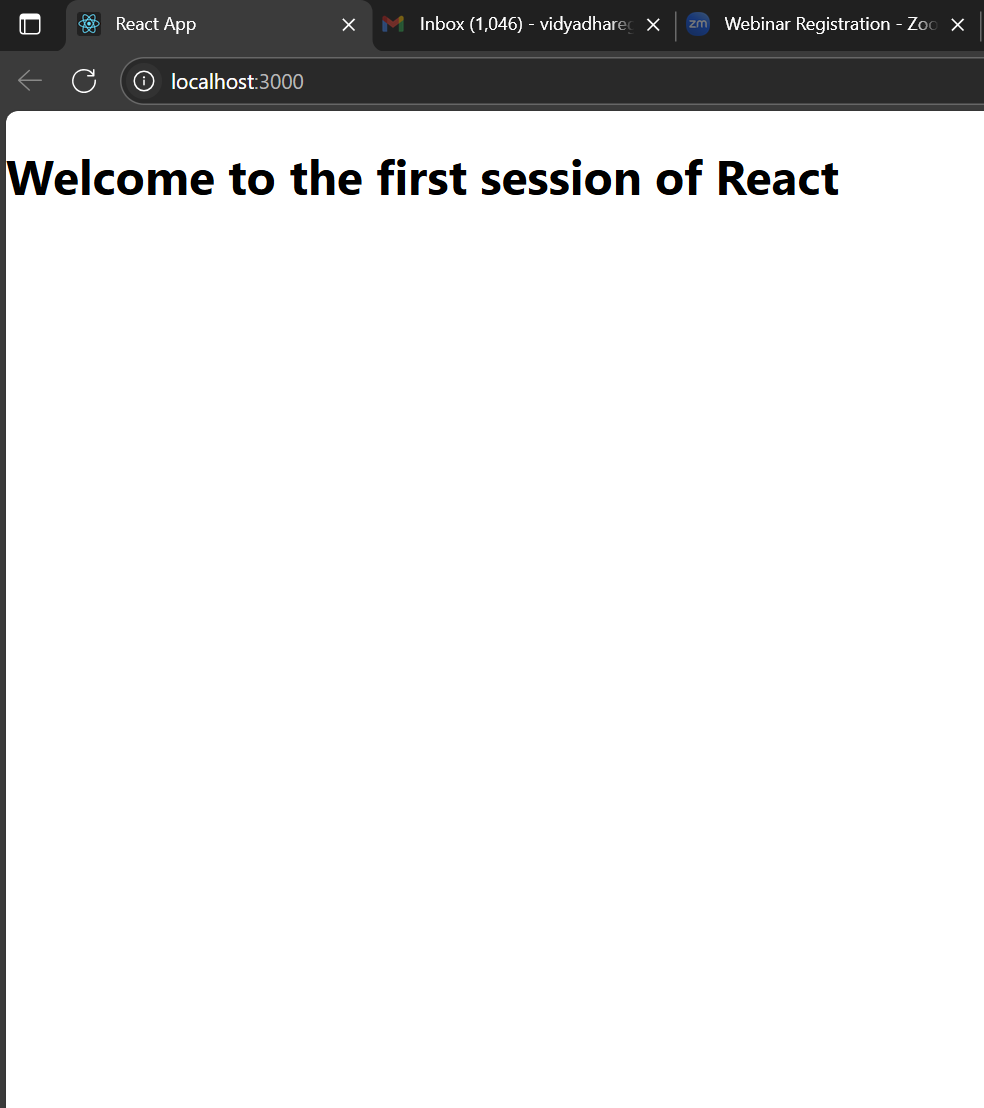 React App
Inbox (1,046) - vidyadhareg
Webinar Registration - Zoo
zm
localhost:3000
Welcome to the first session of React